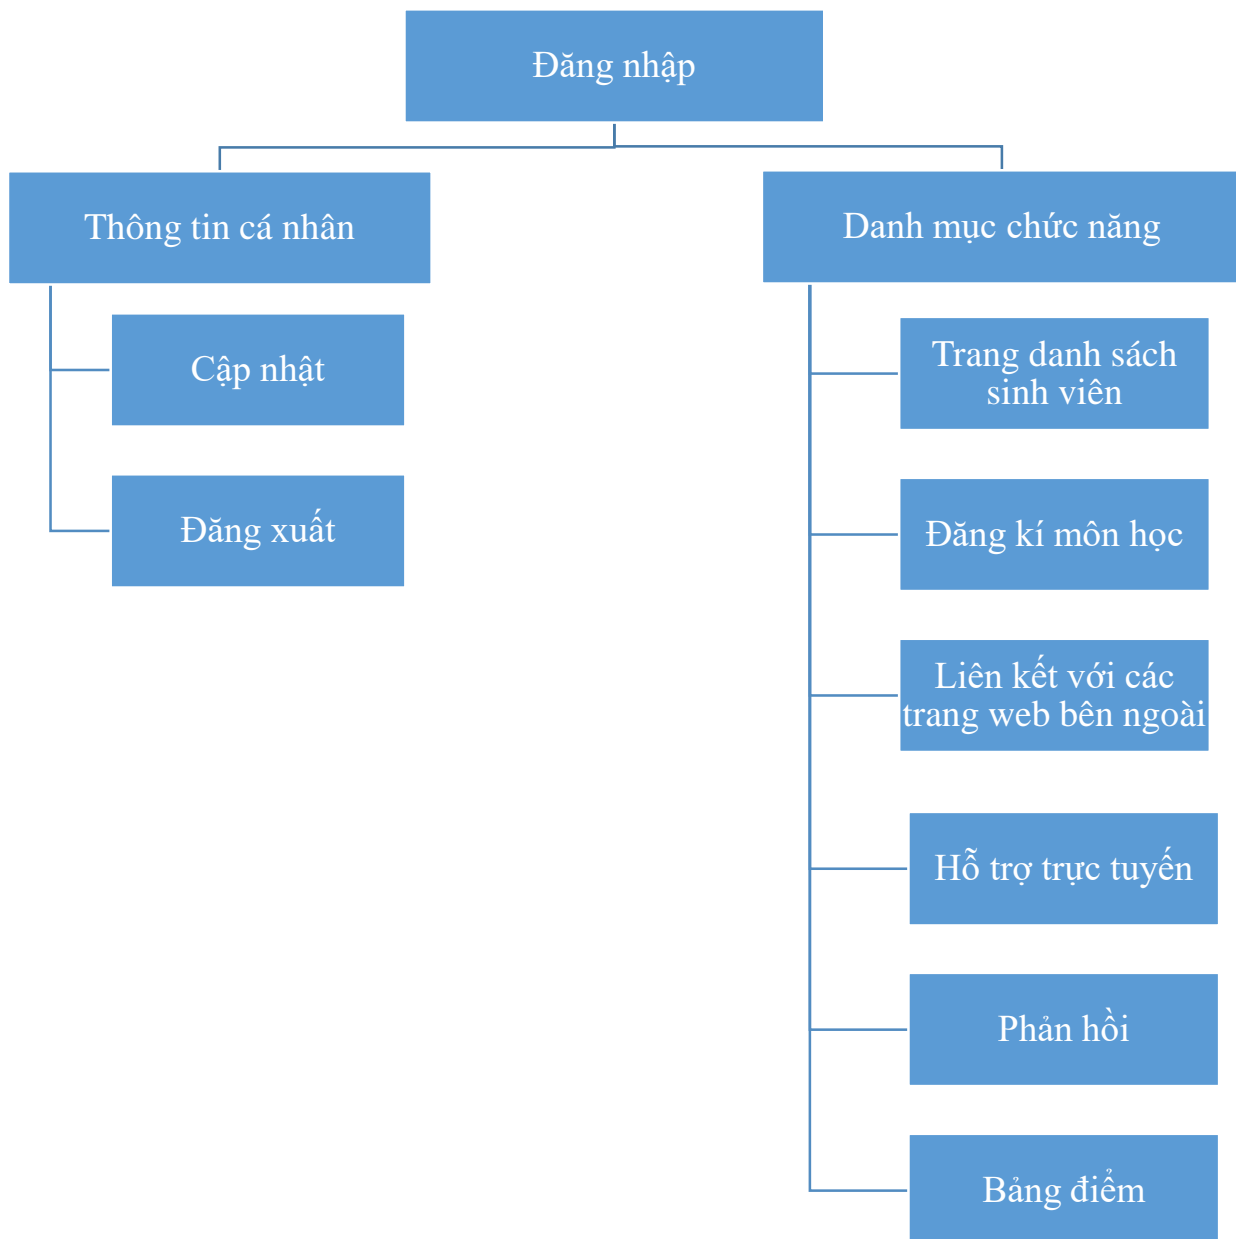 Đăng nhập
Thông tin cá nhân
Danh mục chức năng
Cập nhật
Đăng xuất
Trang danh sách
sinh viên
Đăng kí môn học
Liên kết với các
trang web bên ngoài
Hỗ trợ trực tuyến
Phản hồi
Bảng điểm